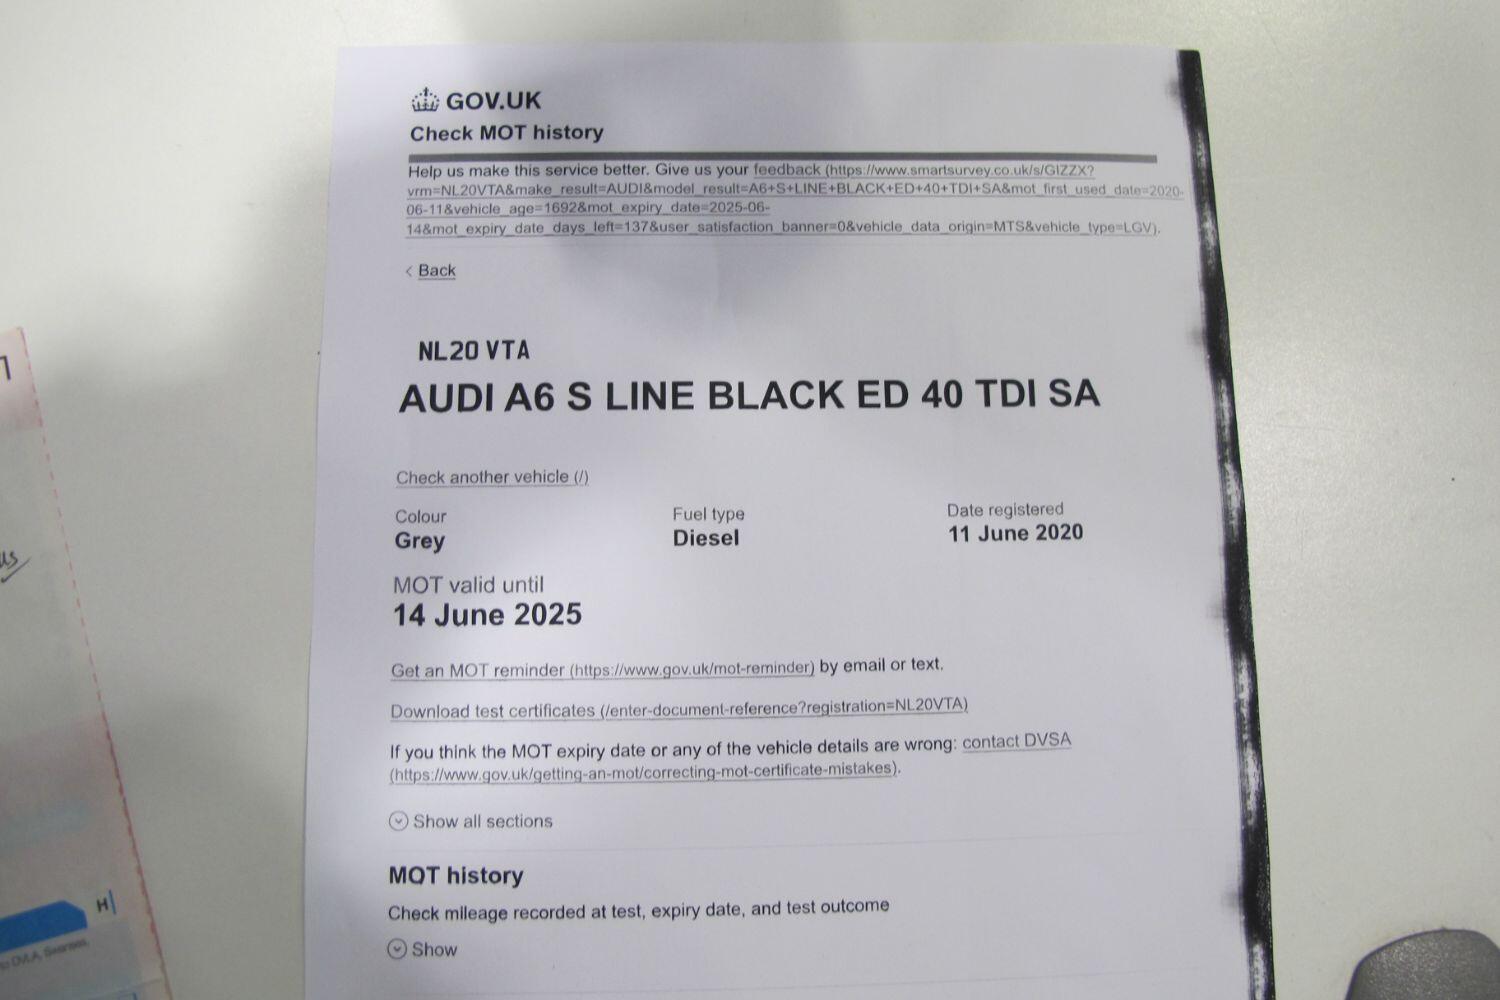 GOV.UK
Check MOT history
Help us make this service better. Give us your feedback (https://www.smartsurvey.co.uk/s/GIZZX?
vrm=NL20VTA&make_result=AUDI&model_result=A6+S+LINE+BLACK+ED+40+TDI+SA&mot_first_used_date=2020-
06-11&vehicle_age=1692&mot_expiry_date=2025-06-
14&mot_expiry_date_days_left=137&user_satisfaction_banner=0&vehicle_data_origin=MTS&vehicle_type=LGV).
< Back
NL20 VTA
AUDI A6 S LINE BLACK ED 40 TDI SA
Check another vehicle (/)
Colour Fuel type Date registered
Grey Diesel 11 June 2020
MOT valid until
14 June 2025
Get an MOT reminder (https://www.gov.uk/mot-reminder) by email or text.
Download test certificates (/enter-document-reference?registration=NL20VTA)
If you think the MOT expiry date or any of the vehicle details are wrong: contact DVSA
(https://www.gov.uk/getting-an-mot/correcting-mot-certificate-mistakes).
Show all sections
MOT history
Check mileage recorded at test, expiry date, and test outcome
Show
H
DVLA, Swansea,